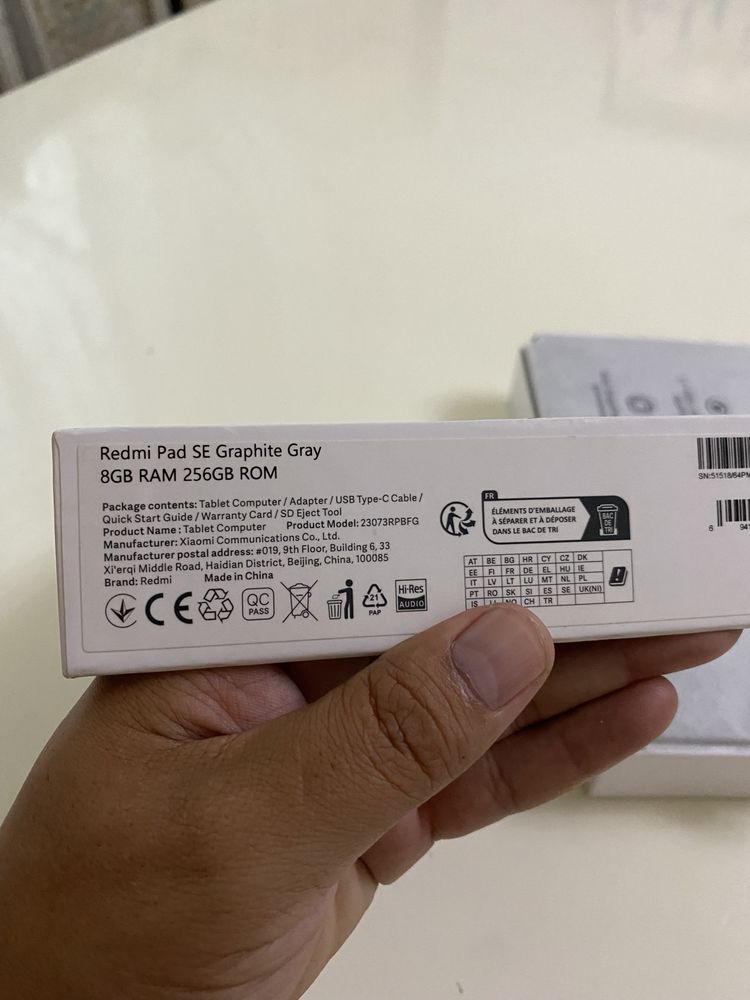 Redmi Pad SE Graphite Gray
8GB RAM 256GB ROM
Package contents: Tablet Computer / Adapter / USB Type-C Cable /
Quick Start Guide / Warranty Card / SD Eject Tool
Product Name : Tablet Computer Product Model: 23073RPBFG
Manufacturer: Xiaomi Communications Co., Ltd.
Manufacturer postal address: #019, 9th Floor, Building 6, 33
Xi'erqi Middle Road, Haidian District, Beijing, China, 100085
Brand: Redmi Made in China
CE
QC
PASS
21
PAP
Hi-Res
AUDIO
FR
ÉLÉMENTS D'EMBALLAGE
À SÉPARER ET À DÉPOSER
DANS LE BAC DE TRI
BAC
DE
TRI
AT BE BG HR CY CZ DK
EE FI FR DE EL HU IE
IT LV LT LU MT NL PL
PT RO SK SI ES SE UK(NI)
IS LI NO CH TR
SN:51518/64PM
6 941